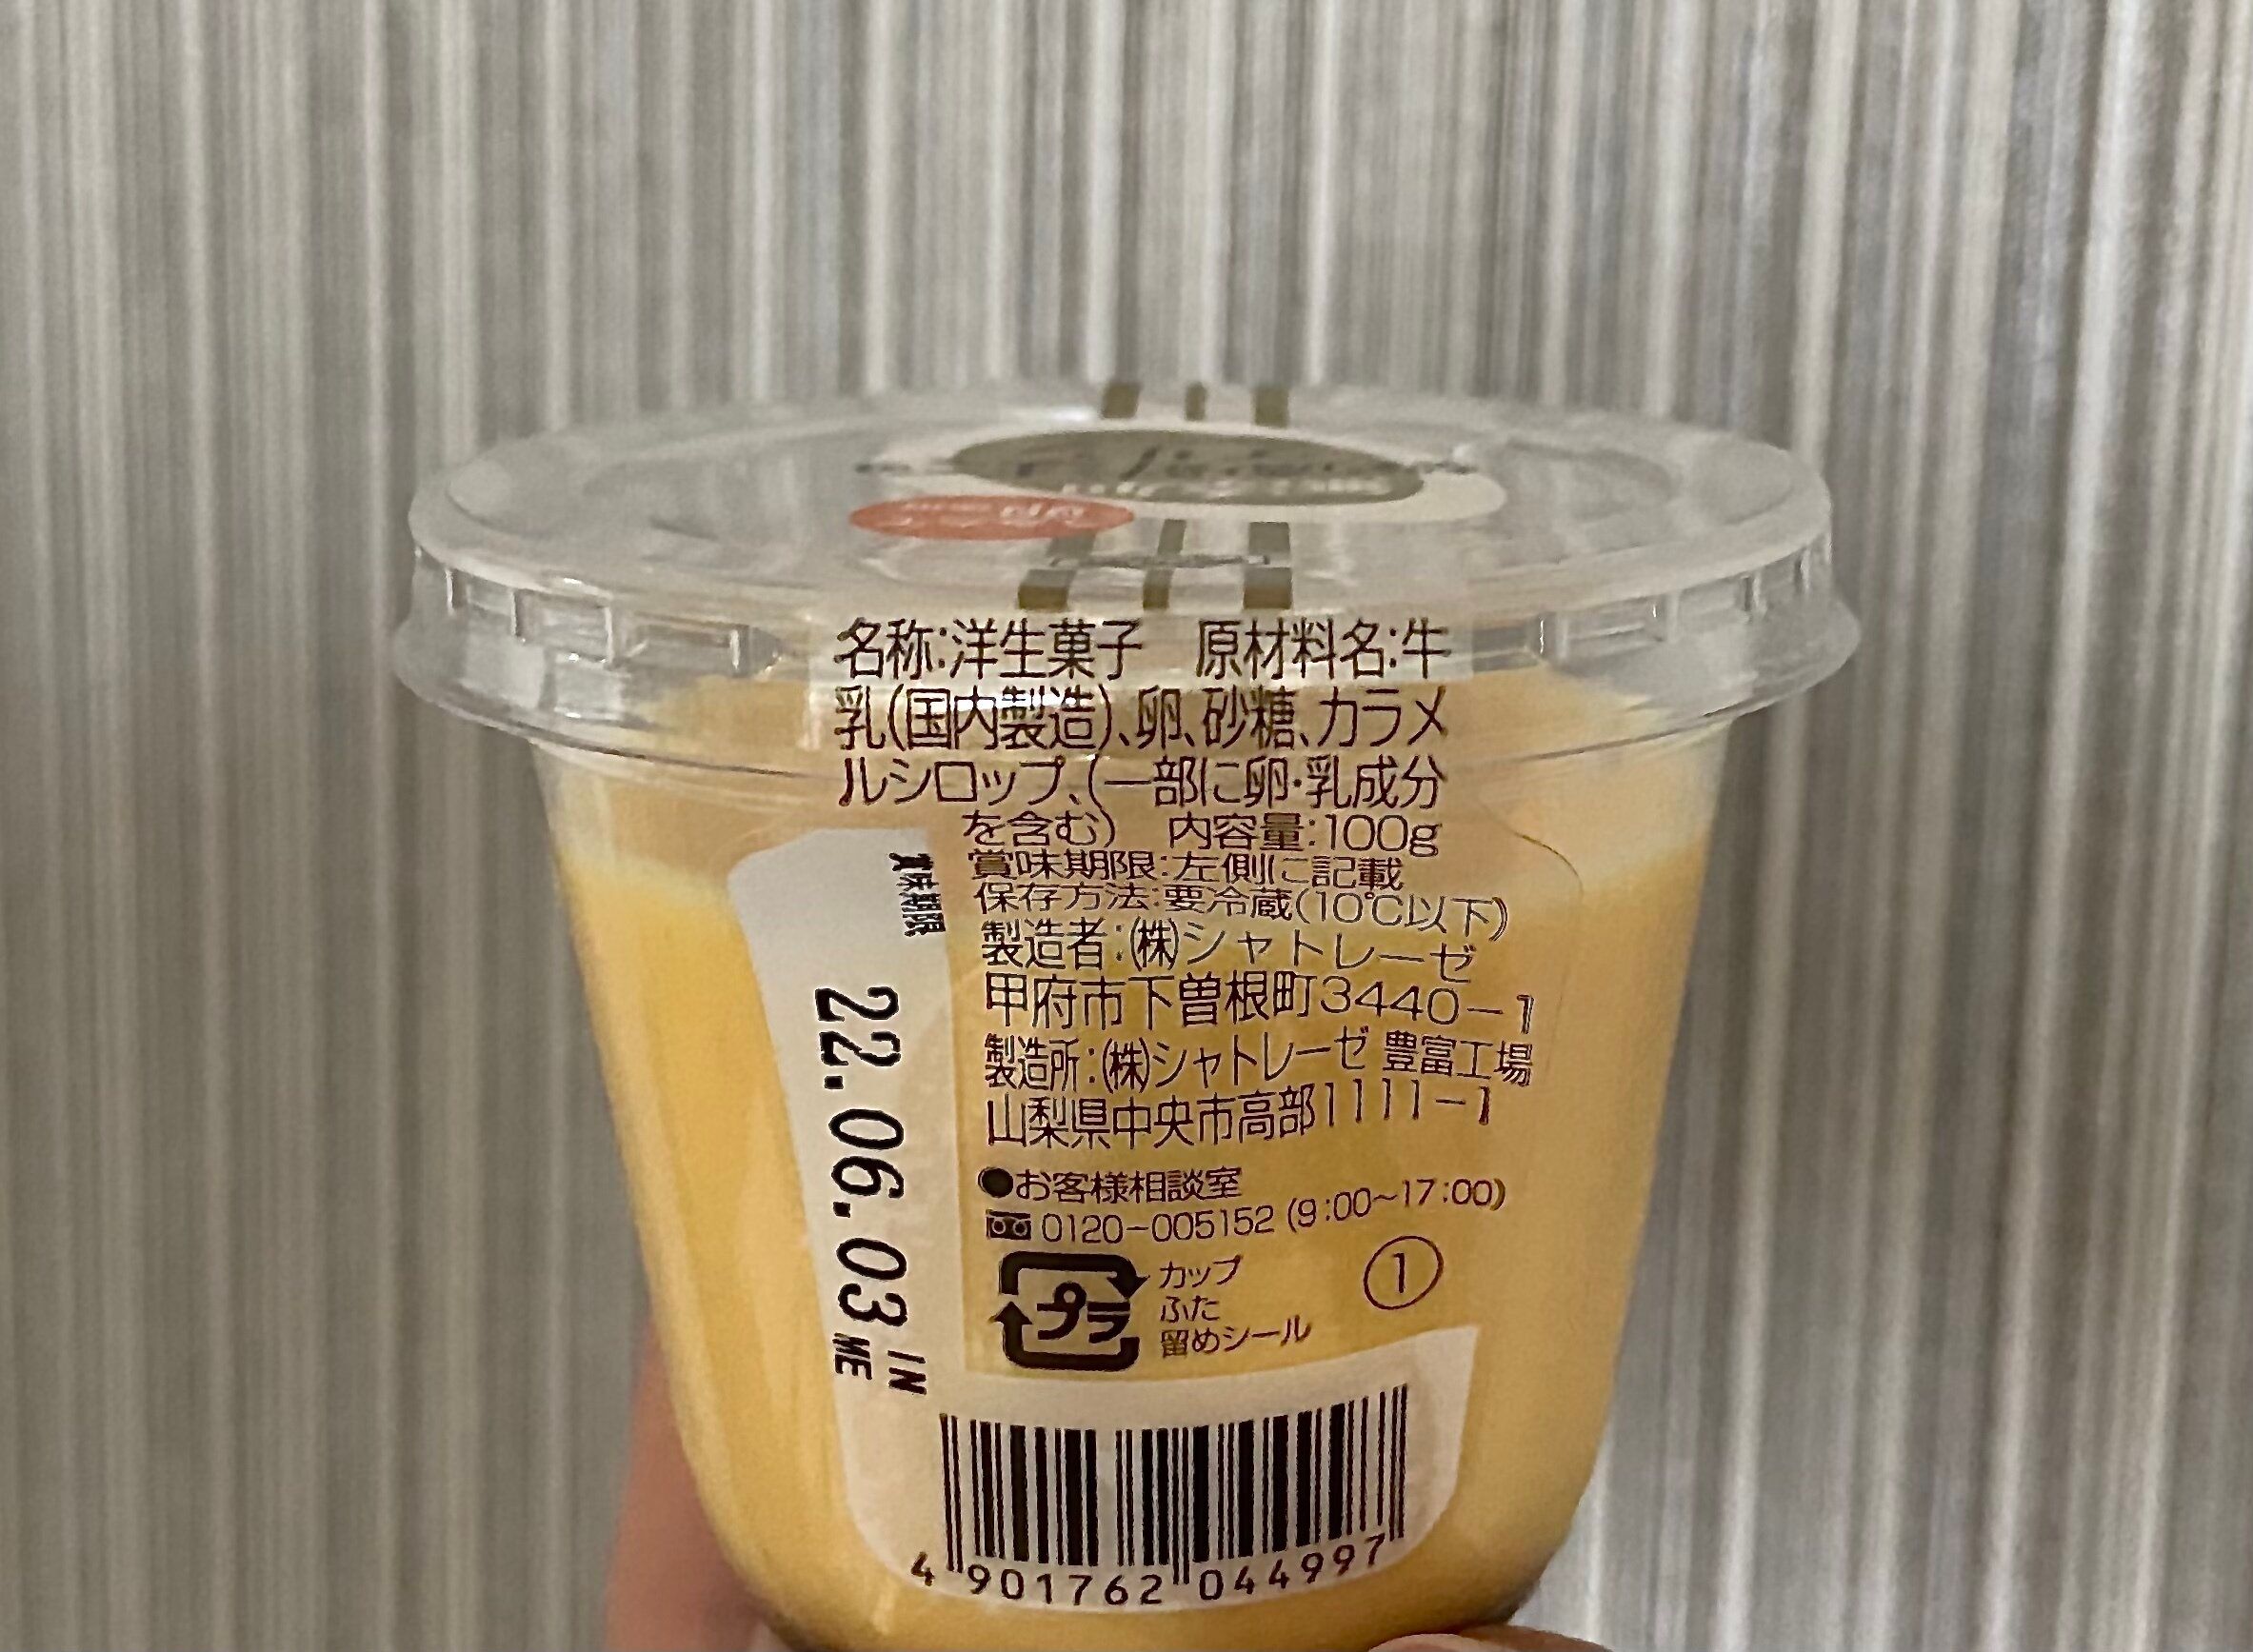 名称:洋生菓子　原材料名:牛
乳(国内製造)、卵、砂糖、カラメ
ルシロップ、(一部に卵・乳成分
を含む)　内容量:100g
賞味期限:左側に記載
保存方法:要冷蔵(10℃以下)
製造者:(株)シャトレーゼ
甲府市下曽根町3440-1
製造所:(株)シャトレーゼ 豊富工場
山梨県中央市高部1111-1
●お客様相談室
0120-005152 (9:00~17:00)
プラ
カップ
ふた
留めシール
①
賞味期限
22.06.03
IN
ME
4 901762 044997